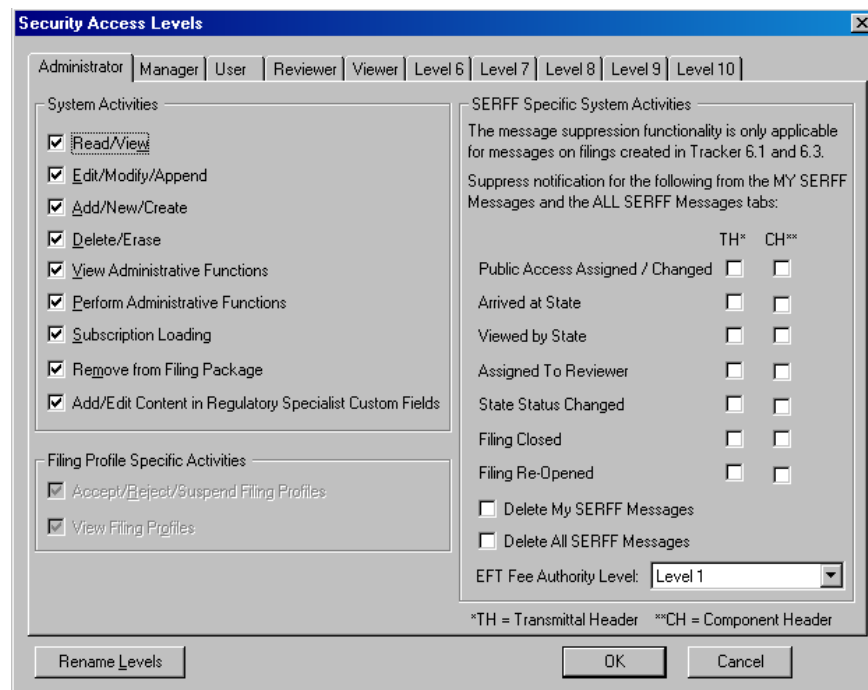 Security Access Levels
Administrator Manager User Reviewer Viewer Level 6 Level 7 Level 8 Level 9 Level 10
System Activities
Read/View
Edit/Modify/Append
Add/New/Create
Delete/Erase
View Administrative Functions
Perform Administrative Functions
Subscription Loading
Remove from Filing Package
Add/Edit Content in Regulatory Specialist Custom Fields
Filing Profile Specific Activities
Accept/Reject/Suspend Filing Profiles
View Filing Profiles
SERFF Specific System Activities
The message suppression functionality is only applicable
for messages on filings created in Tracker 6.1 and 6.3.
Suppress notification for the following from the MY SERFF
Messages and the ALL SERFF Messages tabs:
TH* CH**
Public Access Assigned / Changed
Arrived at State
Viewed by State
Assigned To Reviewer
State Status Changed
Filing Closed
Filing Re-Opened
Delete My SERFF Messages
Delete All SERFF Messages
EFT Fee Authority Level: Level 1
*TH = Transmittal Header **CH = Component Header
Rename Levels OK Cancel